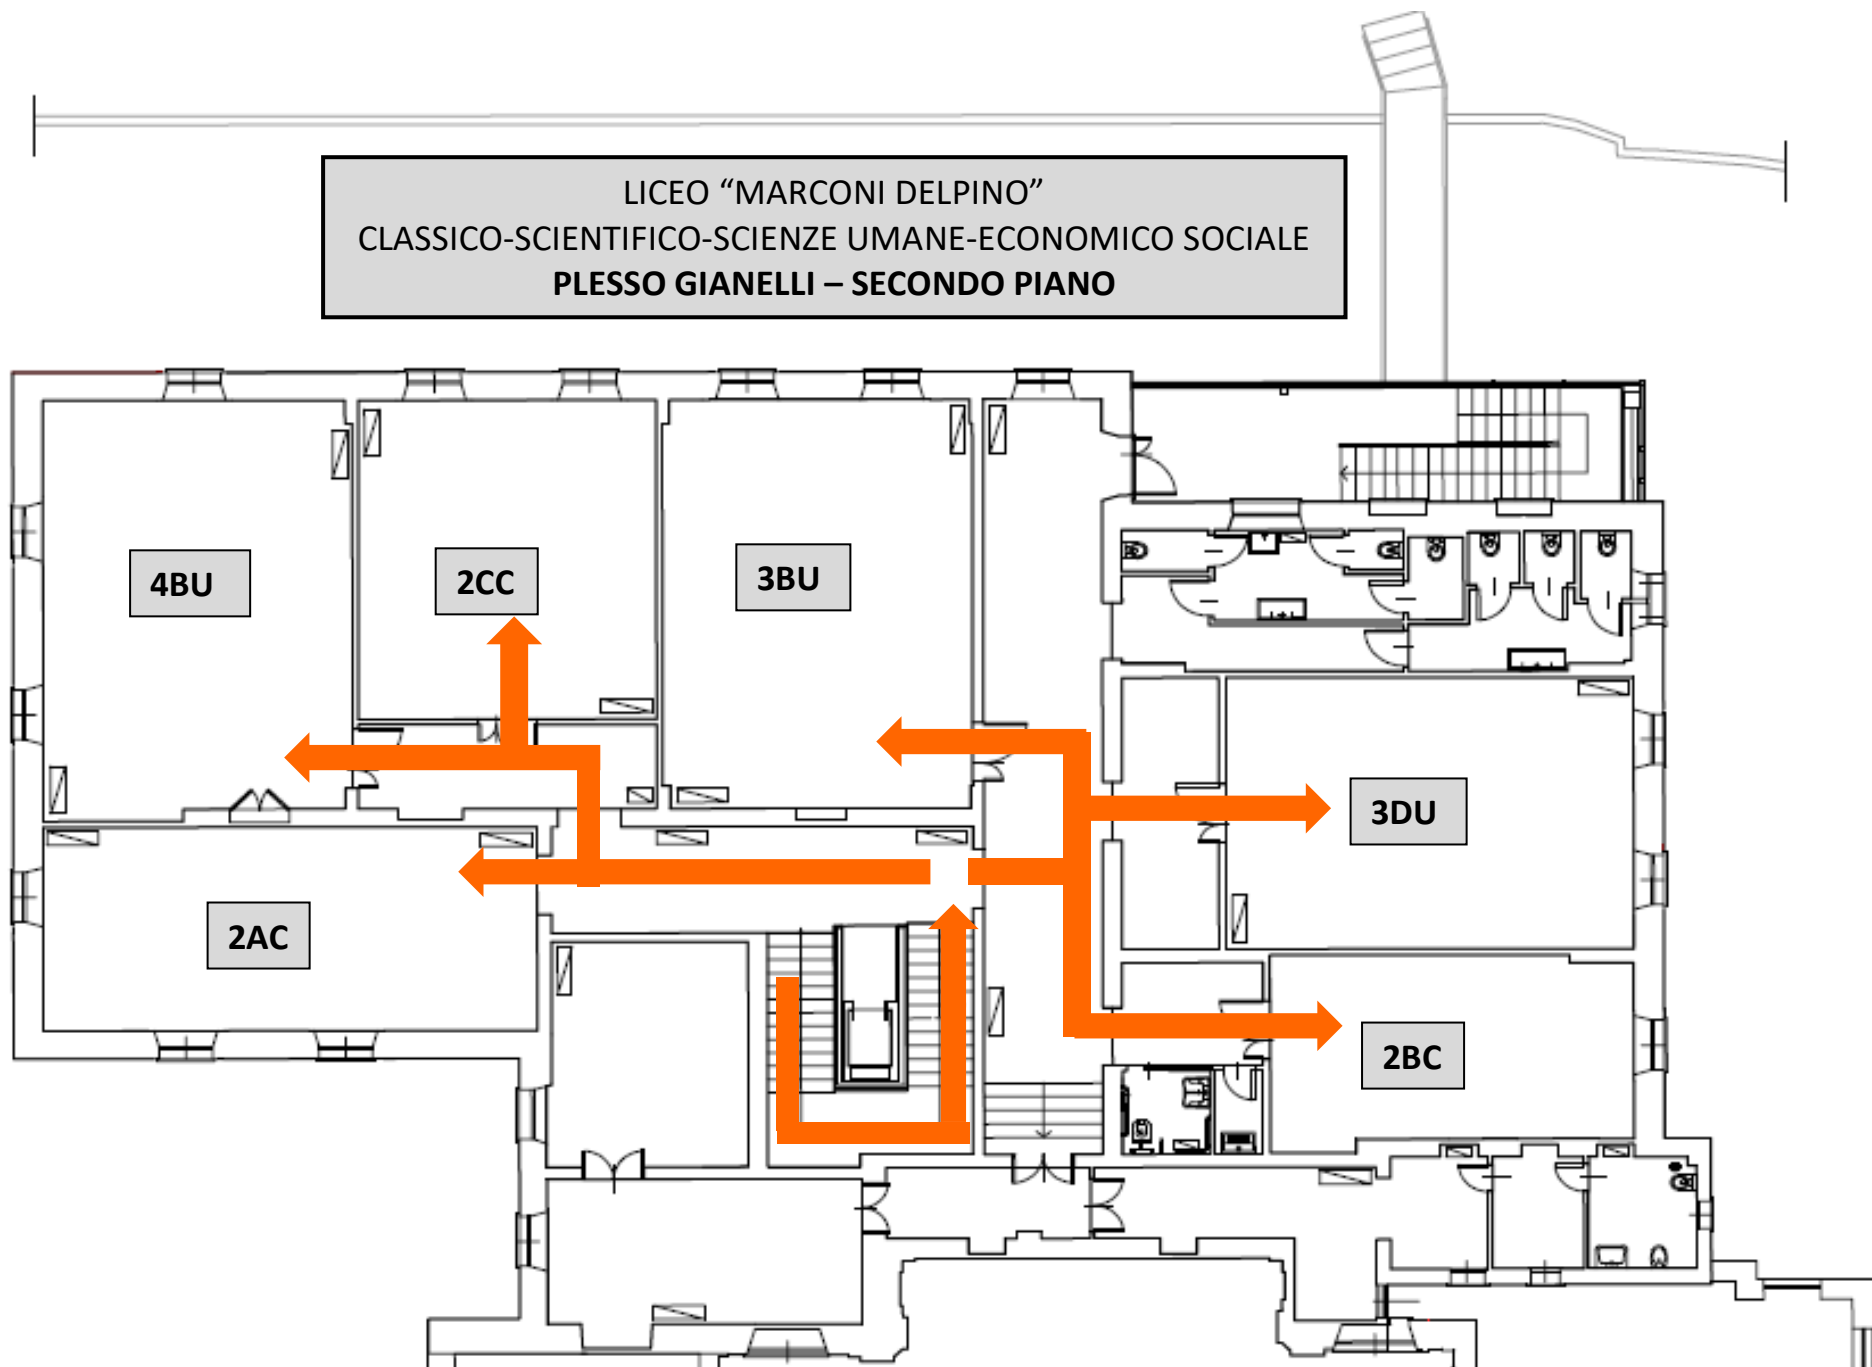 LICEO “MARCONI DELPINO”
CLASSICO-SCIENTIFICO-SCIENZE UMANE-ECONOMICO SOCIALE
PLESSO GIANELLI – SECONDO PIANO
4BU
2CC
3BU
3DU
2AC
2BC